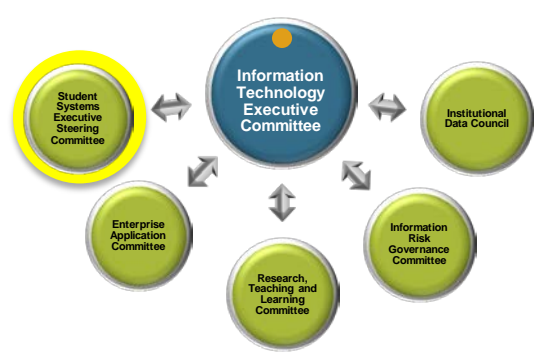 Information
Technology
Executive
Committee
Student
Systems
Executive
Steering
Committee
Institutional
Data Council
Enterprise
Application
Committee
Information
Risk
Governance
Committee
Research,
Teaching and
Learning
Committee